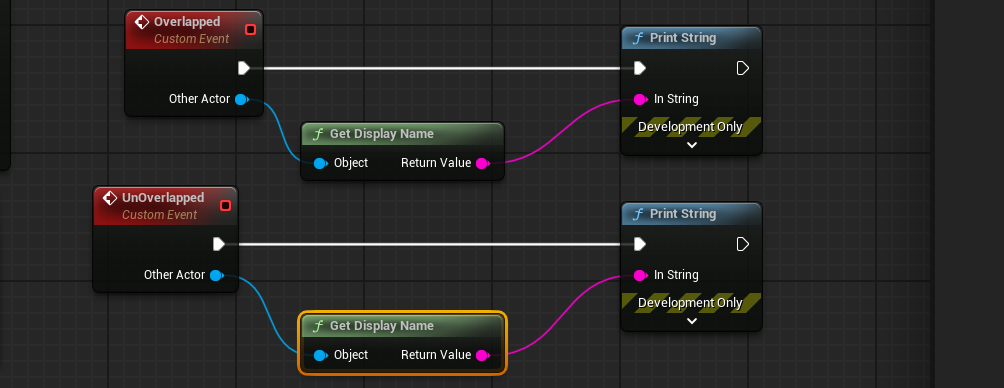 Overlapped
Custom Event
Other Actor
Get Display Name
Object Return Value
Print String
In String
Development Only
UnOverlapped
Custom Event
Other Actor
Get Display Name
Object Return Value
Print String
In String
Development Only